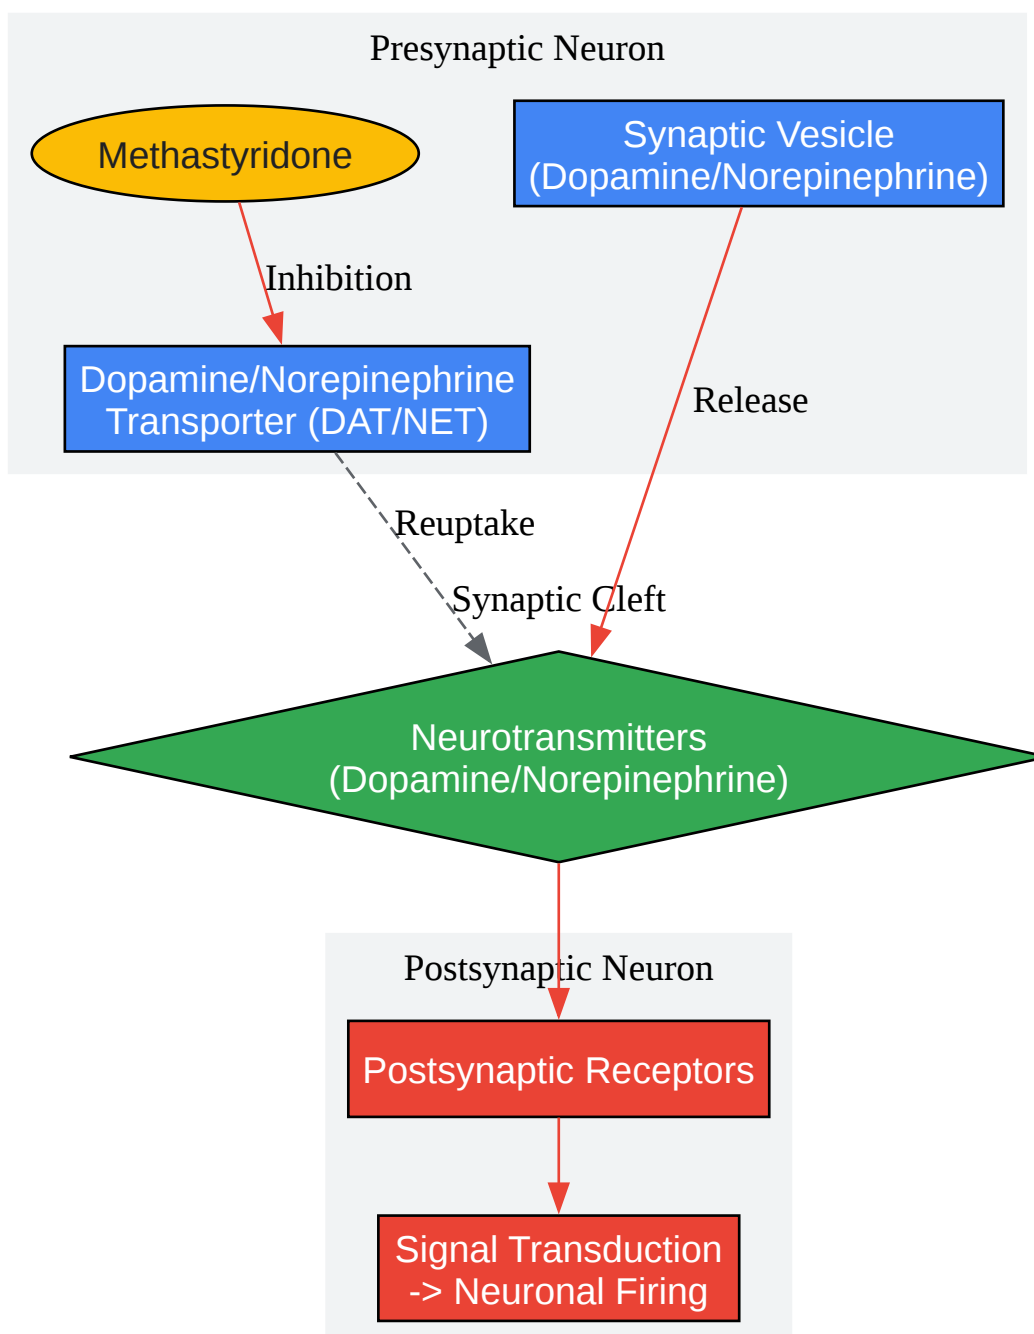 Presynaptic Neuron
Methastyridone
Synaptic Vesicle
(Dopamine/Norepinephrine)
Inhibition
Dopamine/Norepinephrine
Transporter (DAT/NET)
Release
Reuptake
Synaptic Cleft
Neurotransmitters
(Dopamine/Norepinephrine)
Postsynaptic Neuron
Postsynaptic Receptors
Signal Transduction
-> Neuronal Firing